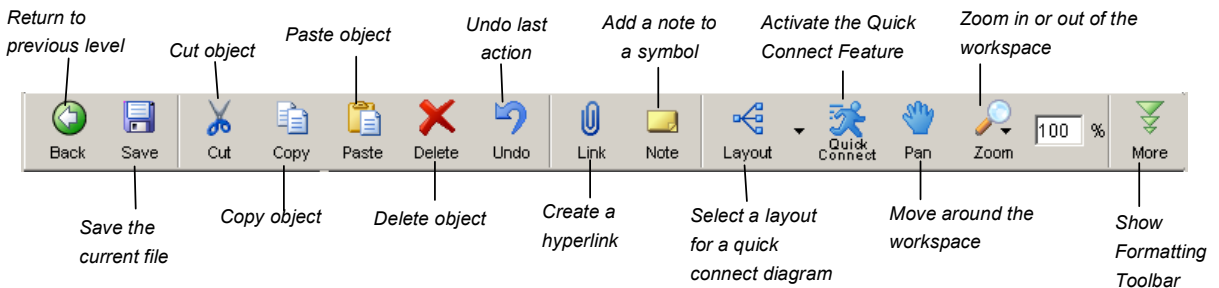 Return to
previous level
Cut object
Paste object
Undo last
action
Add a note to
a symbol
Activate the Quick
Connect Feature
Zoom in or out of the
workspace
Back
Save
Cut
Copy
Paste
Delete
Undo
Link
Note
Layout
Quick
Connect
Pan
Zoom
100 %
More
Save the
current file
Copy object
Delete object
Create a
hyperlink
Select a layout
for a quick
connect diagram
Move around the
workspace
Show
Formatting
Toolbar